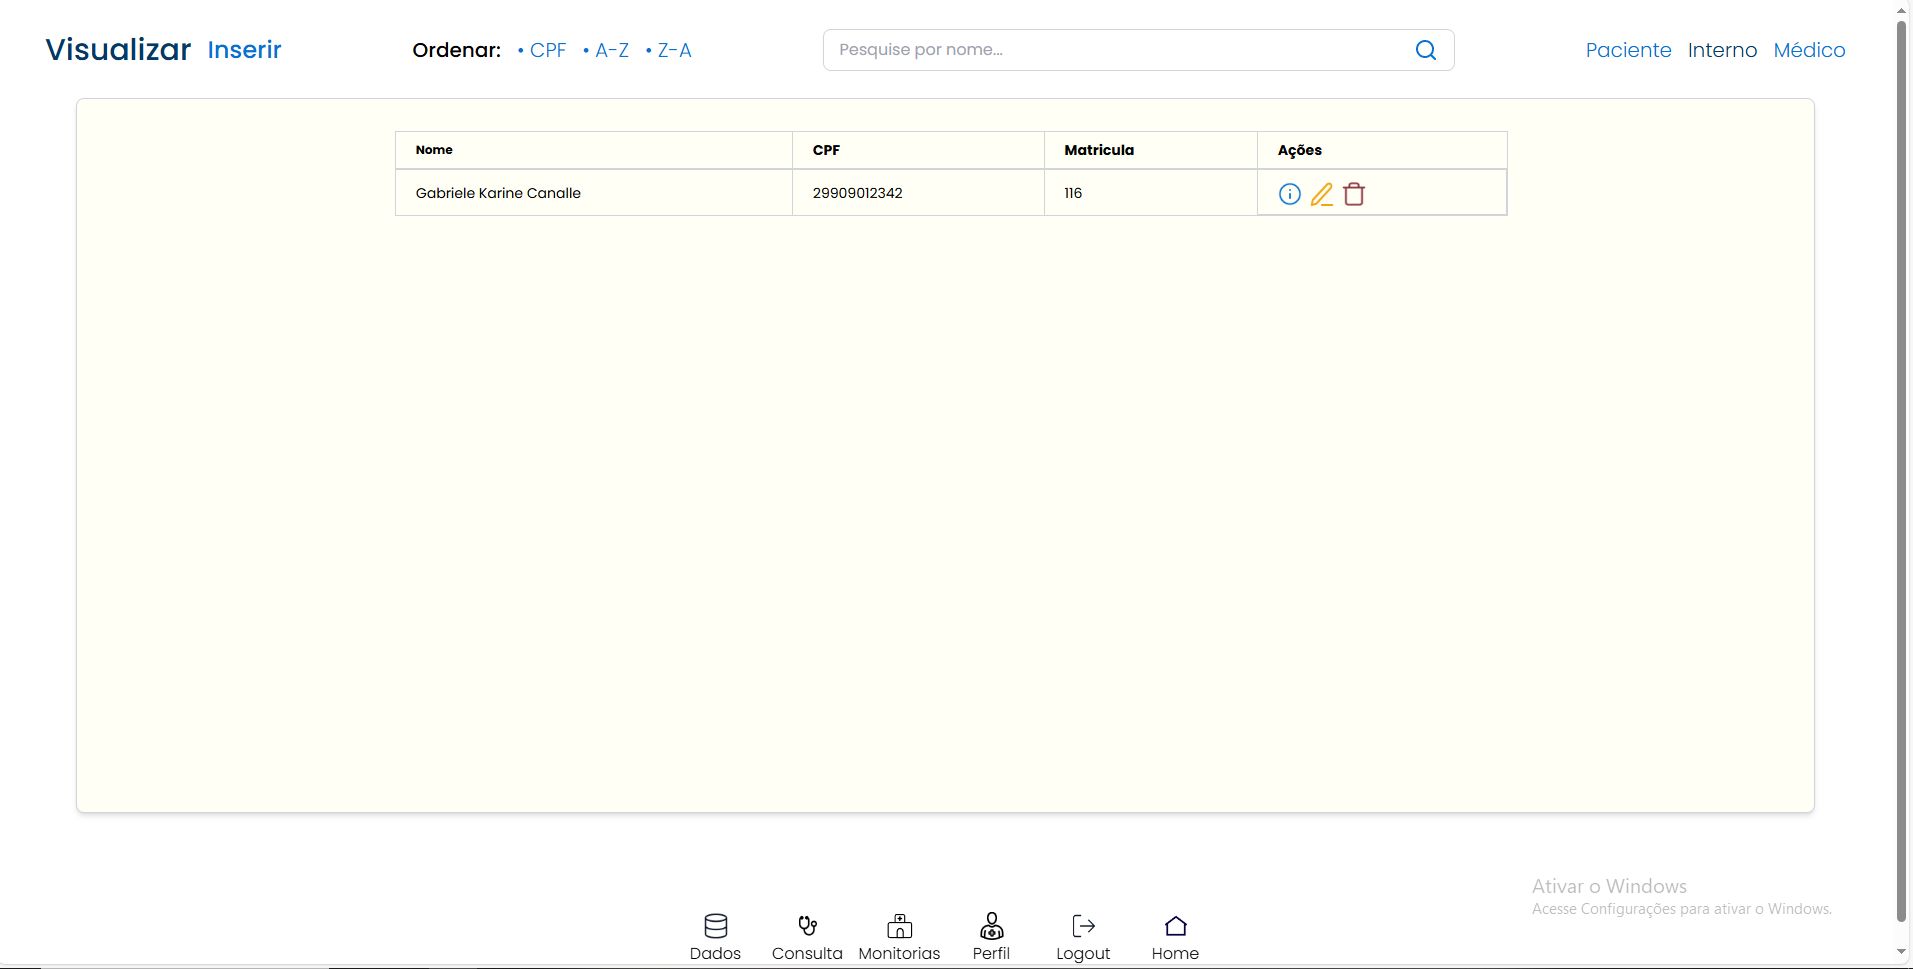 Visualizar Inserir Ordenar: • CPF • A-Z • Z-A Pesquise por nome... Paciente Interno Médico
Nome CPF Matricula Ações
Gabriele Karine Canalle 29909012342 116
Ativar o Windows
Acesse Configurações para ativar o Windows.
Dados Consulta Monitorias Perfil Logout Home